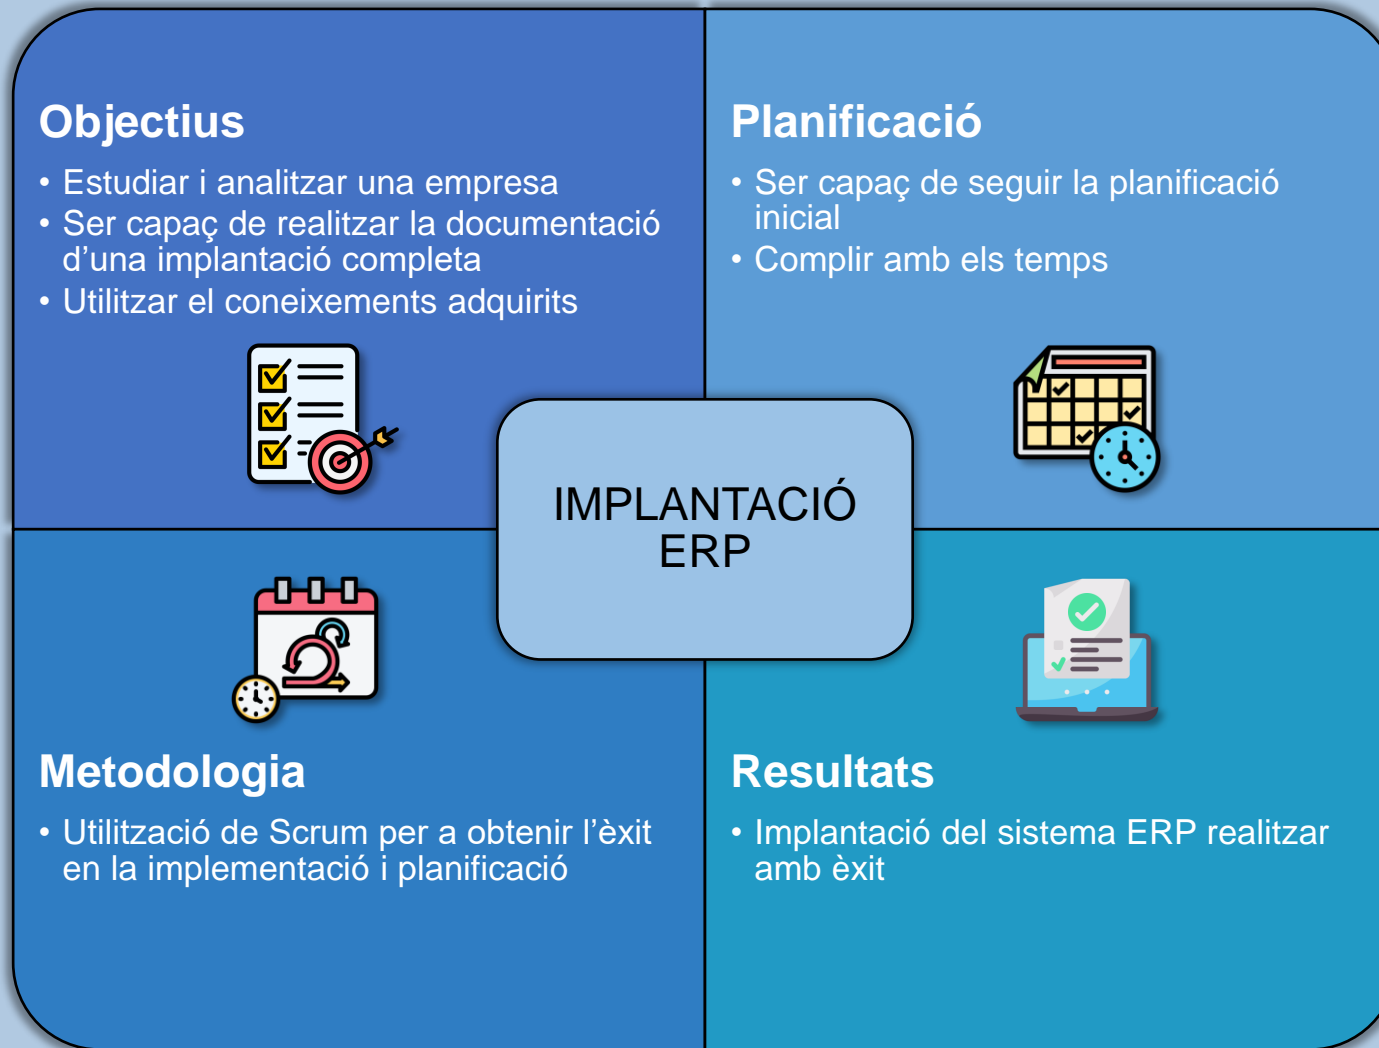 Objectius
• Estudiar i analitzar una empresa
• Ser capaç de realitzar la documentació
d’una implantació completa
• Utilitzar el coneixements adquirits
Planificació
• Ser capaç de seguir la planificació
inicial
• Complir amb els temps
IMPLANTACIÓ
ERP
Metodologia
• Utilització de Scrum per a obtenir l’èxit
en la implementació i planificació
Resultats
• Implantació del sistema ERP realitzar
amb èxit